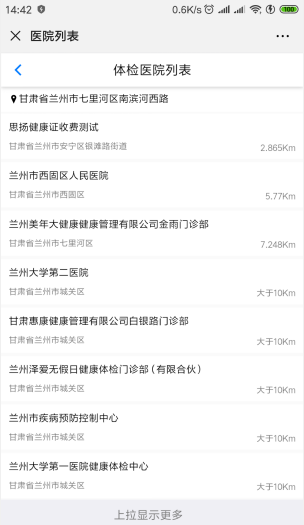 14:42 0.6K/s 100
医院列表
体检医院列表
甘肃省兰州市七里河区南滨河西路
思扬健康证收费测试
甘肃省兰州市安宁区银滩路街道 2.865Km
兰州市西固区人民医院
甘肃省兰州市西固区 5.77Km
兰州美年大健康健康管理有限公司金雨门诊部
甘肃省兰州市七里河区 7.248Km
兰州大学第二医院
甘肃省兰州市城关区 大于10Km
甘肃惠康健康管理有限公司白银路门诊部
甘肃省兰州市城关区 大于10Km
兰州泽爱无假日健康体检门诊部（有限合伙）
甘肃省兰州市城关区 大于10Km
兰州市疾病预防控制中心
甘肃省兰州市城关区 大于10Km
兰州大学第一医院健康体检中心
甘肃省兰州市城关区 大于10Km
上拉显示更多